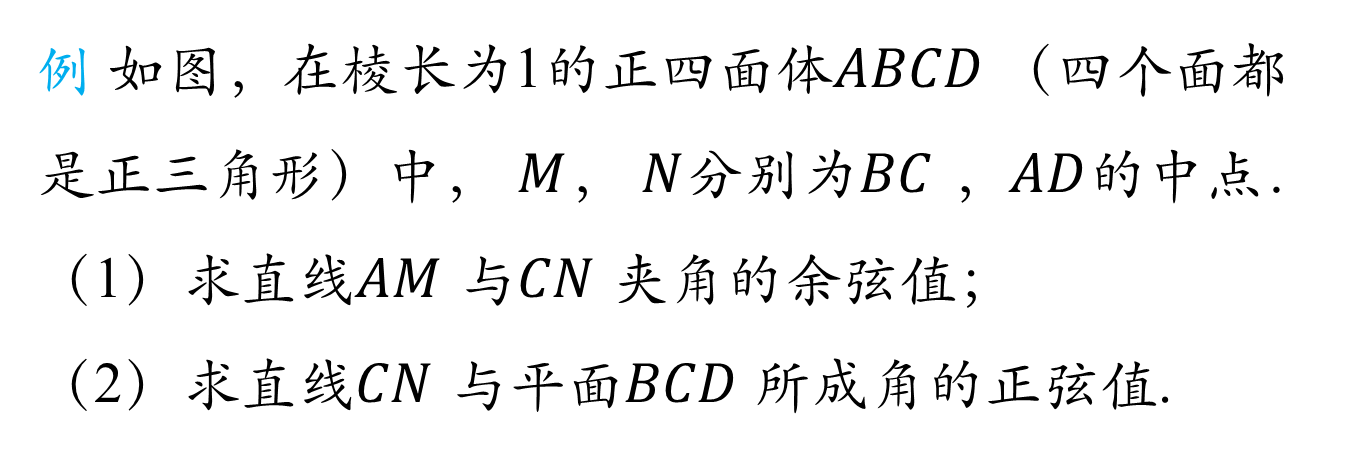 例 如图，在棱长为1的正四面体ABCD（四个面都
是正三角形）中， M， N分别为BC ，AD的中点.
（1）求直线AM 与CN 夹角的余弦值；
（2）求直线CN 与平面BCD 所成角的正弦值.